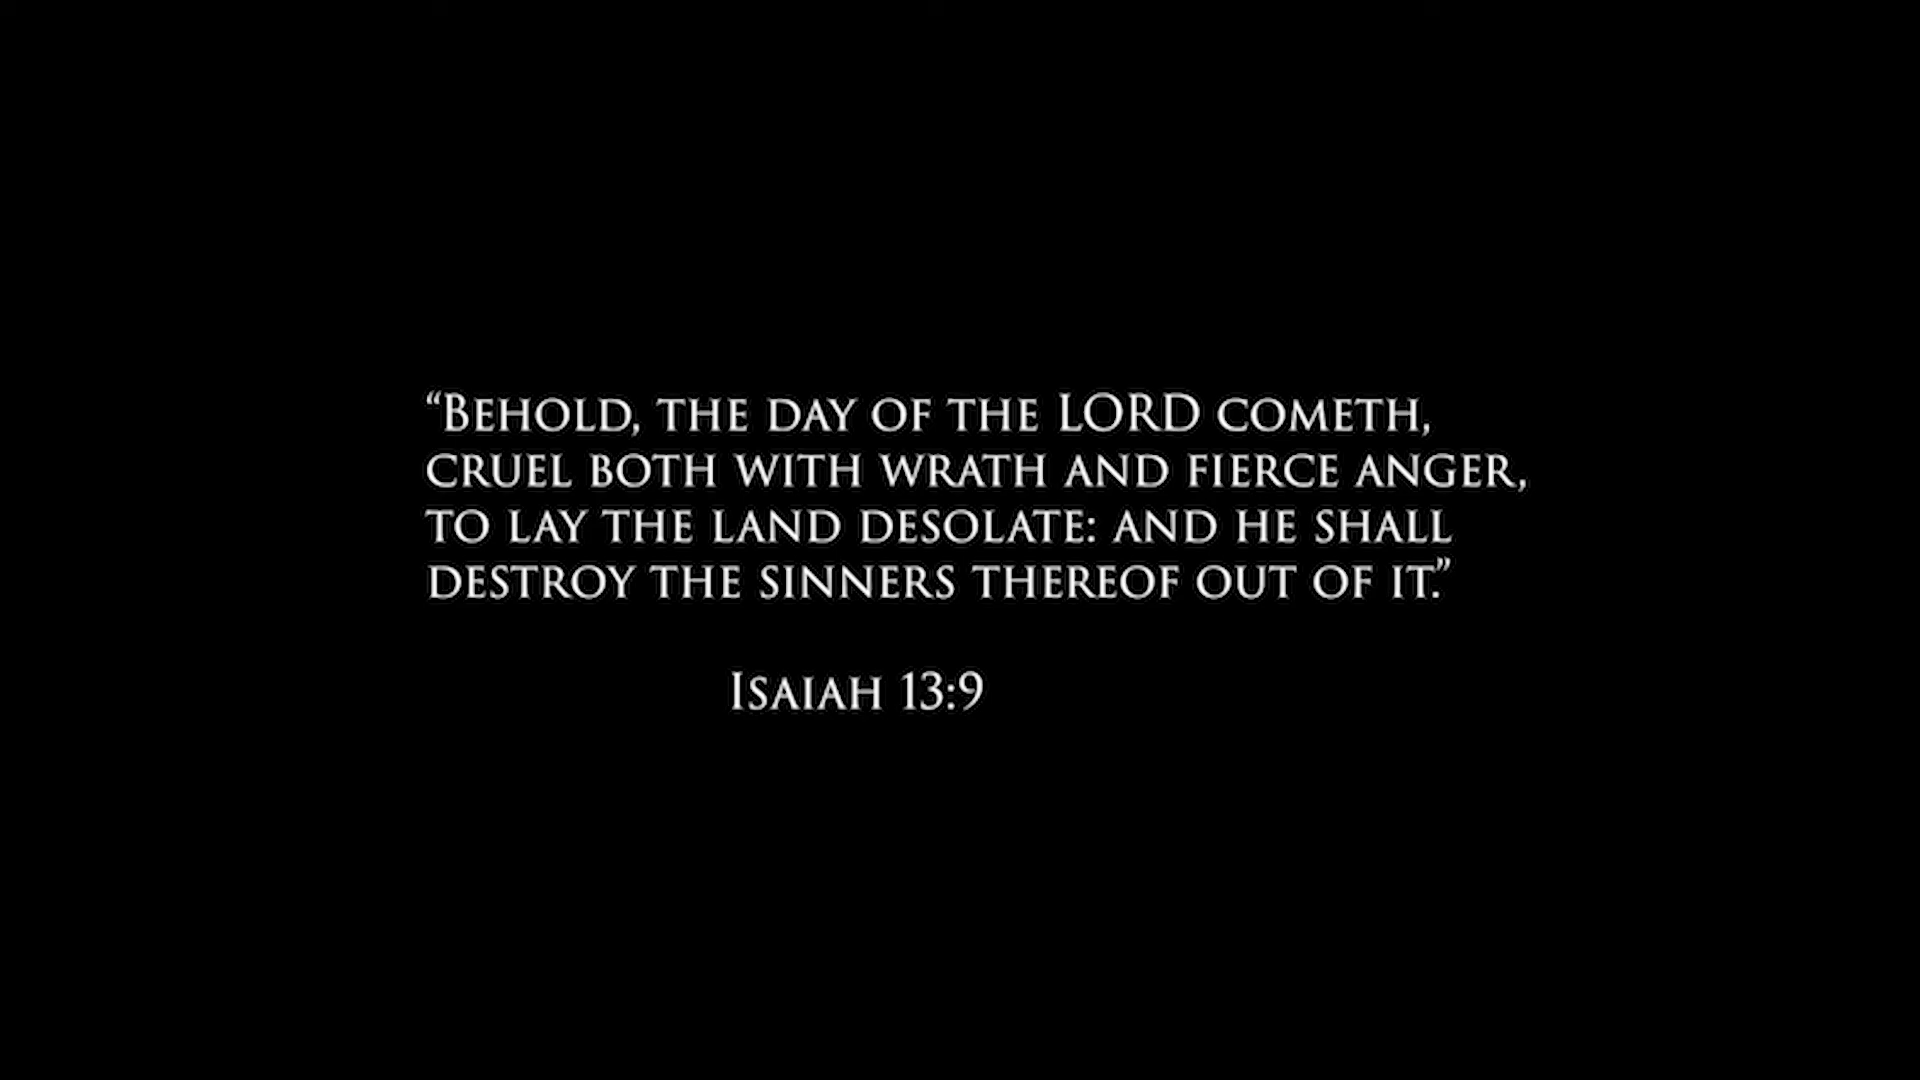 “Behold, the day of the LORD cometh,
cruel both with wrath and fierce anger,
to lay the land desolate: and he shall
destroy the sinners thereof out of it.”
Isaiah 13:9